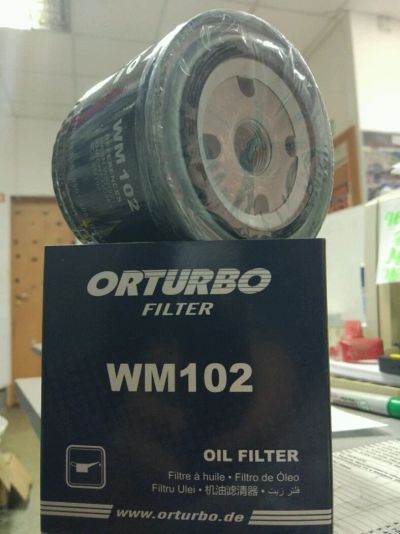 WM 102
ORTURBO
FILTER
WM102
OIL FILTER
Filtre à huile • Filtro de Óleo
Filtru Ulei • 机油滤清器 • فلتر زيت
www.orturbo.de